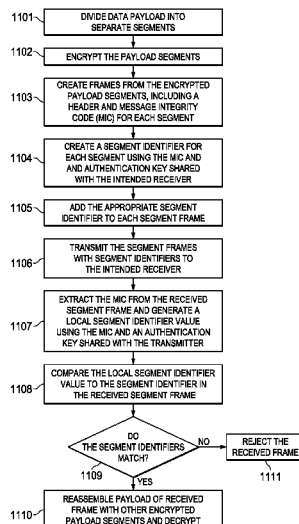 1101
DIVIDE DATA PAYLOAD INTO
SEPARATE SEGMENTS
1102
ENCRYPT THE PAYLOAD SEGMENTS
1103
CREATE FRAMES FROM THE ENCRYPTED
PAYLOAD SEGMENTS, INCLUDING A
HEADER AND MESSAGE INTEGRITY
CODE (MIC) FOR EACH SEGMENT
1104
CREATE A SEGMENT IDENTIFIER FOR
EACH SEGMENT USING THE MIC AND
AND AUTHENTICATION KEY SHARED
WITH THE INTENDED RECEIVER
1105
ADD THE APPROPRIATE SEGMENT
IDENTIFIER TO EACH SEGMENT FRAME
1106
TRANSMIT THE SEGMENT FRAMES
WITH SEGMENT IDENTIFIERS TO
THE INTENDED RECEIVER
1107
EXTRACT THE MIC FROM THE RECEIVED
SEGMENT FRAME AND GENERATE A
LOCAL SEGMENT IDENTIFIER VALUE
USING THE MIC AND AN AUTHENTICATION
KEY SHARED WITH THE TRANSMITTER
1108
COMPARE THE LOCAL SEGMENT IDENTIFIER
VALUE TO THE SEGMENT IDENTIFIER IN
THE RECEIVED SEGMENT FRAME
DO
THE SEGMENT IDENTIFIERS
MATCH?
1109
NO
REJECT THE
RECEIVED FRAME
1111
YES
1110
REASSEMBLE PAYLOAD OF RECEIVED
FRAME WITH OTHER ENCRYPTED
PAYLOAD SEGMENTS AND DECRYPT